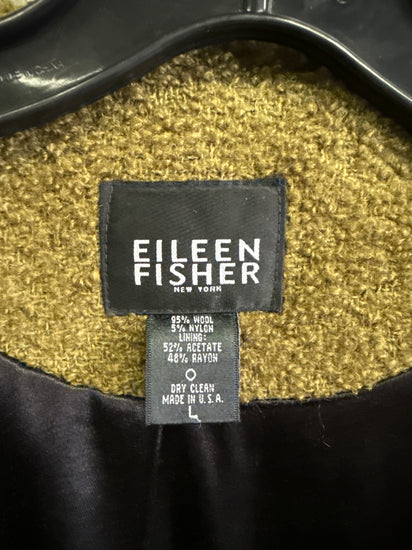 EILEEN
FISHER
NEW YORK
95% WOOL
5% NYLON
LINING:
52% ACETATE
48% RAYON
DRY CLEAN
MADE IN U.S.A.
L